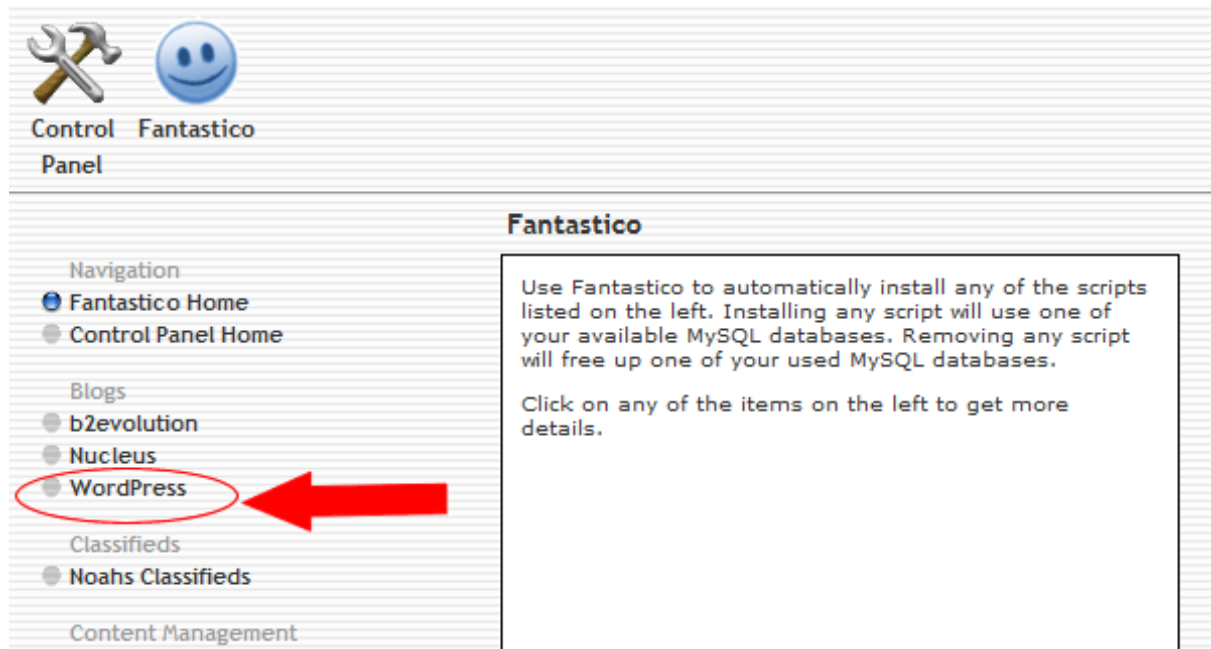 Control Fantastico
Panel
Fantastico
Navigation
Fantastico Home
Control Panel Home
Blogs
b2evolution
Nucleus
WordPress
Classifieds
Noahs Classifieds
Content Management
Use Fantastico to automatically install any of the scripts
listed on the left. Installing any script will use one of
your available MySQL databases. Removing any script
will free up one of your used MySQL databases.
Click on any of the items on the left to get more
details.